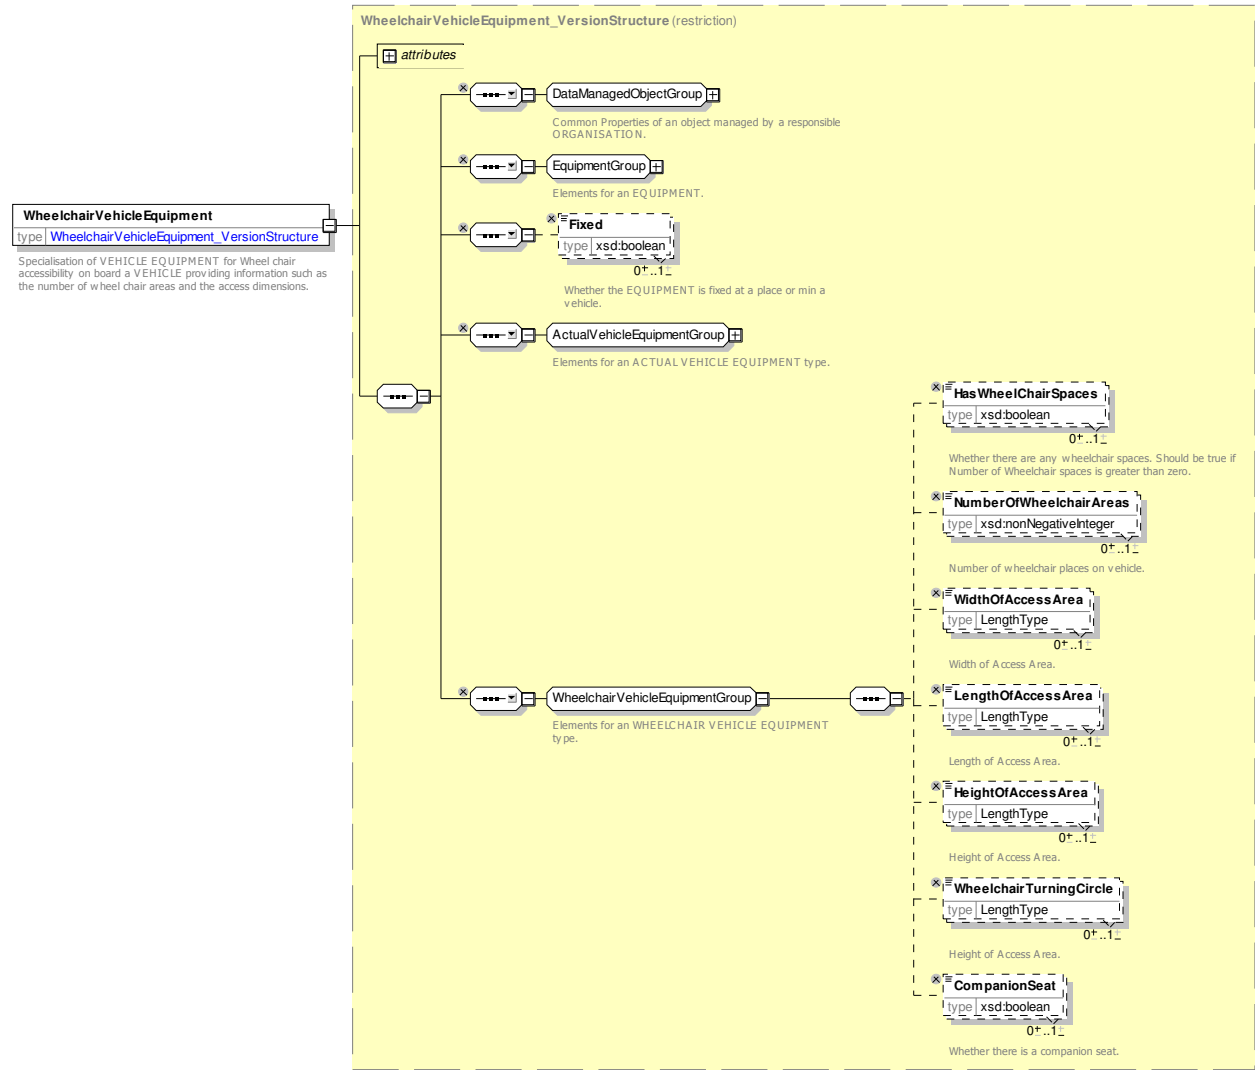 WheelchairVehicleEquipment_VersionStructure (restriction)
attributes
DataManagedObjectGroup
Common Properties of an object managed by a responsible
ORGANISATION.
EquipmentGroup
Elements for an EQUIPMENT.
WheelchairVehicleEquipment
type WheelchairVehicleEquipment_VersionStructure
Specialisation of VEHICLE EQUIPMENT for Wheel chair
accessibility on board a VEHICLE providing information such as
the number of wheel chair areas and the access dimensions.
Fixed
type xsd:boolean
0..1
Whether the EQUIPMENT is fixed at a place or min a
vehicle.
ActualVehicleEquipmentGroup
Elements for an ACTUAL VEHICLE EQUIPMENT type.
WheelchairVehicleEquipmentGroup
Elements for an WHEELCHAIR VEHICLE EQUIPMENT
type.
HasWheelChairSpaces
type xsd:boolean
0..1
Whether there are any wheelchair spaces. Should be true if
Number of Wheelchair spaces is greater than zero.
NumberOfWheelchairAreas
type xsd:nonNegativeInteger
0..1
Number of wheelchair places on vehicle.
WidthOfAccessArea
type LengthType
0..1
Width of Access Area.
LengthOfAccessArea
type LengthType
0..1
Length of Access Area.
HeightOfAccessArea
type LengthType
0..1
Height of Access Area.
WheelchairTurningCircle
type LengthType
0..1
Height of Access Area.
CompanionSeat
type xsd:boolean
0..1
Whether there is a companion seat.